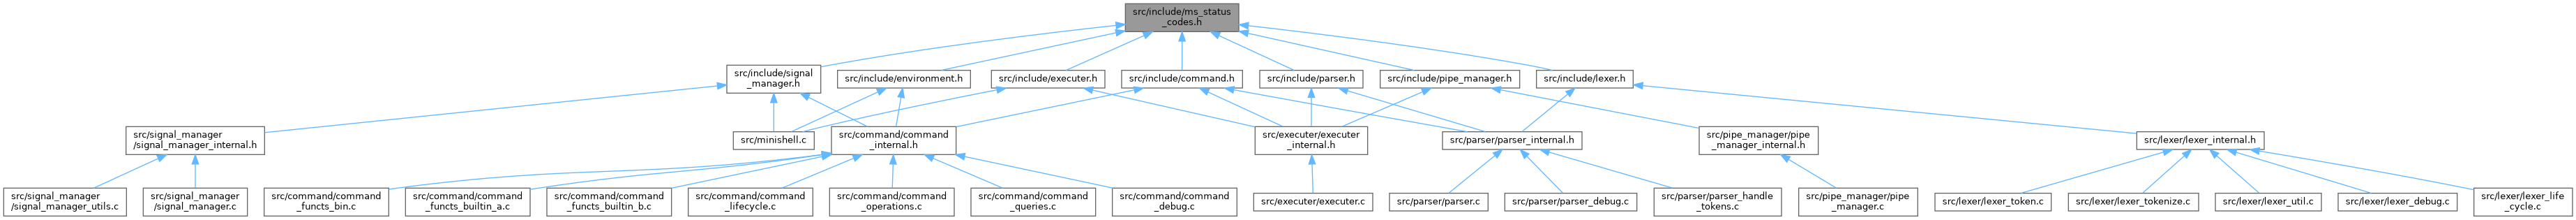 src/include/ms_status
_codes.h
src/include/signal
_manager.h
src/include/environment.h
src/include/executer.h
src/include/command.h
src/include/parser.h
src/include/pipe_manager.h
src/include/lexer.h
src/signal_manager
/signal_manager_internal.h
src/minishell.c
src/command/command
_internal.h
src/executer/executer
_internal.h
src/parser/parser_internal.h
src/pipe_manager/pipe
_manager_internal.h
src/lexer/lexer_internal.h
src/signal_manager
/signal_manager_utils.c
src/signal_manager
/signal_manager.c
src/command/command
_functs_bin.c
src/command/command
_functs_builtin_a.c
src/command/command
_functs_builtin_b.c
src/command/command
_lifecycle.c
src/command/command
_operations.c
src/command/command
_queries.c
src/command/command
_debug.c
src/executer/executer.c
src/parser/parser.c
src/parser/parser_debug.c
src/parser/parser_handle
_tokens.c
src/pipe_manager/pipe
_manager.c
src/lexer/lexer_token.c
src/lexer/lexer_tokenize.c
src/lexer/lexer_util.c
src/lexer/lexer_debug.c
src/lexer/lexer_life
_cycle.c